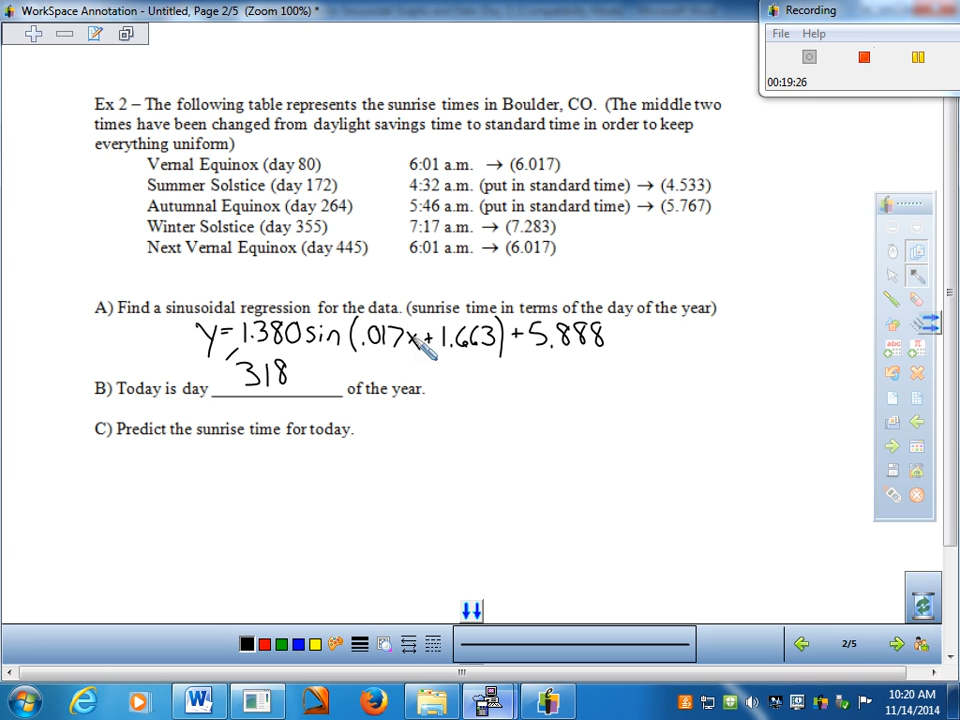 WorkSpace Annotation - Untitled, Page 2/5 (Zoom 100%) *
Recording
File Help
00:19:26
Ex 2 – The following table represents the sunrise times in Boulder, CO. (The middle two
times have been changed from daylight savings time to standard time in order to keep
everything uniform)
Vernal Equinox (day 80) 6:01 a.m. → (6.017)
Summer Solstice (day 172) 4:32 a.m. (put in standard time) → (4.533)
Autumnal Equinox (day 264) 5:46 a.m. (put in standard time) → (5.767)
Winter Solstice (day 355) 7:17 a.m. → (7.283)
Next Vernal Equinox (day 445) 6:01 a.m. → (6.017)
A) Find a sinusoidal regression for the data. (sunrise time in terms of the day of the year)
y = 1.380 sin (.017x + 1.663) + 5.888
318
B) Today is day ____________ of the year.
C) Predict the sunrise time for today.
abc
2/5
10:20 AM
11/14/2014